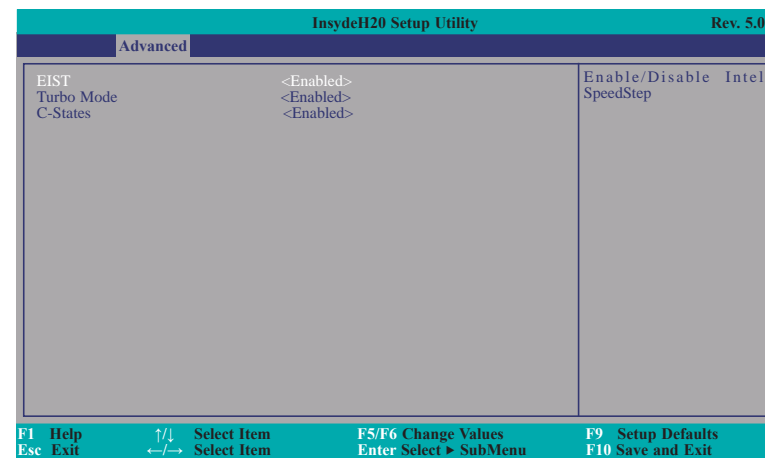 InsydeH20 Setup Utility Rev. 5.0
Advanced
EIST <Enabled> Enable/Disable Intel
Turbo Mode <Enabled> SpeedStep
C-States <Enabled>
F1 Help ↑/↓ Select Item F5/F6 Change Values F9 Setup Defaults
Esc Exit ←/→ Select Item Enter Select ▶ SubMenu F10 Save and Exit